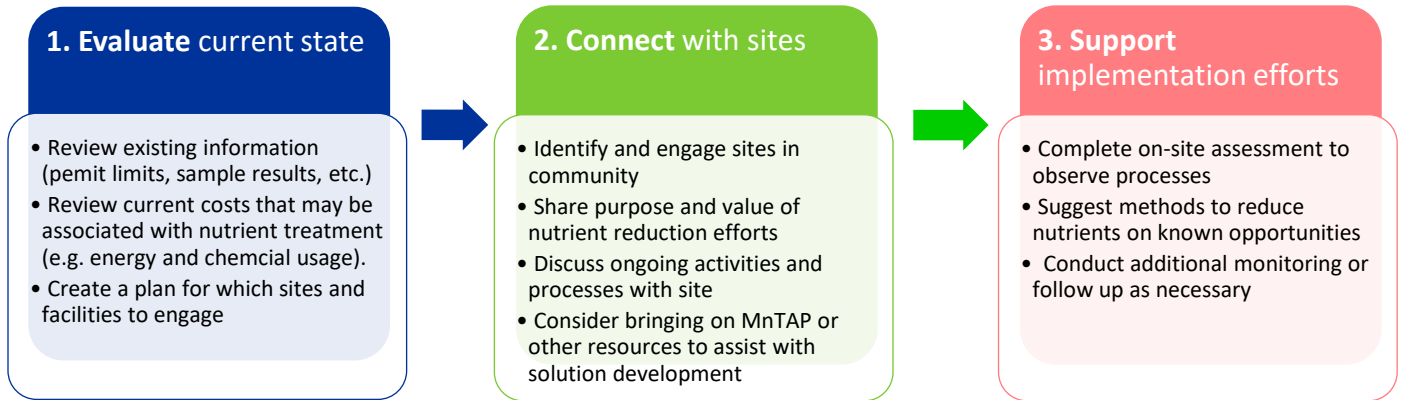 1. Evaluate current state
• Review existing information
(pemit limits, sample results, etc.)
• Review current costs that may be
associated with nutrient treatment
(e.g. energy and chemcial usage).
• Create a plan for which sites and
facilities to engage
2. Connect with sites
• Identify and engage sites in
community
• Share purpose and value of
nutrient reduction efforts
• Discuss ongoing activities and
processes with site
• Consider bringing on MnTAP or
other resources to assist with
solution development
3. Support
implementation efforts
• Complete on-site assessment to
observe processes
• Suggest methods to reduce
nutrients on known opportunities
• Conduct additional monitoring or
follow up as necessary